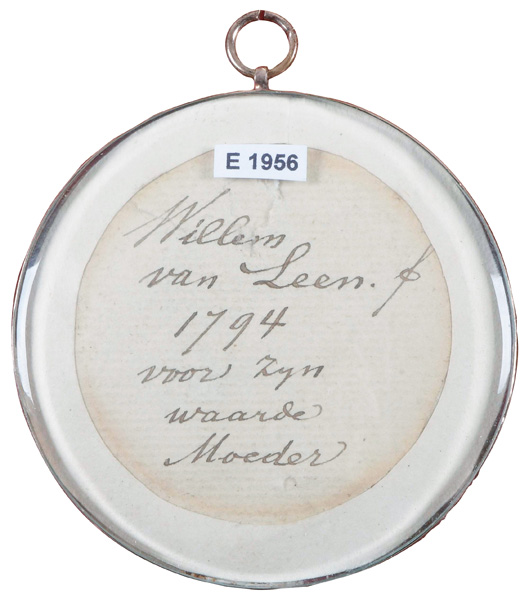 E 1956
Willem
van Leen. f
1794
voor zyn
waarde
Moeder